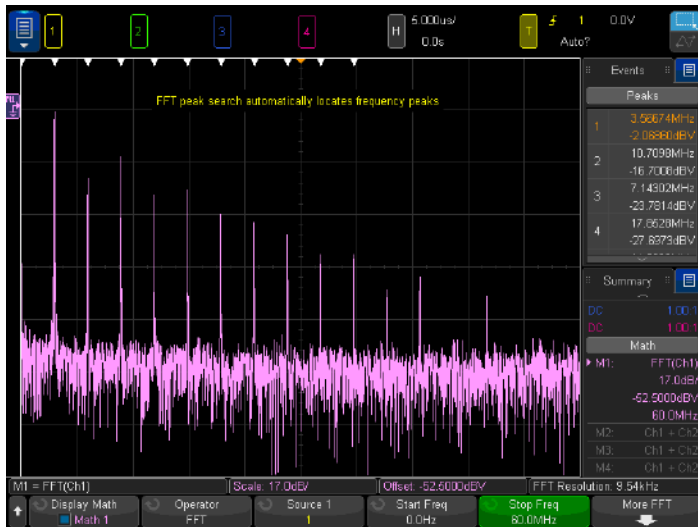 1
2
3
4
H
5.000us/
0.0s
T
1
0.0V
Auto?
FFT peak search automatically locates frequency peaks
Events
Peaks
1
3.56674MHz
-2.06860dBV
2
10.7098MHz
-16.7008dBV
3
7.14302MHz
-23.7814dBV
4
17.8528MHz
-27.6973dBV
Summary
DC 1.00:1
DC 1.00:1
Math
M1: FFT(Ch1)
17.0dB/
-52.5000dBV
60.0MHz
M2: Ch1 + Ch2
M3: Ch1 + Ch2
M4: Ch1 + Ch2
M1 = FFT(Ch1)
Scale: 17.0dB/
Offset: -52.5000dBV
FFT Resolution: 9.54kHz
Display Math
Math 1
Operator
FFT
Source 1
1
Start Freq
0.0Hz
Stop Freq
60.0MHz
More FFT